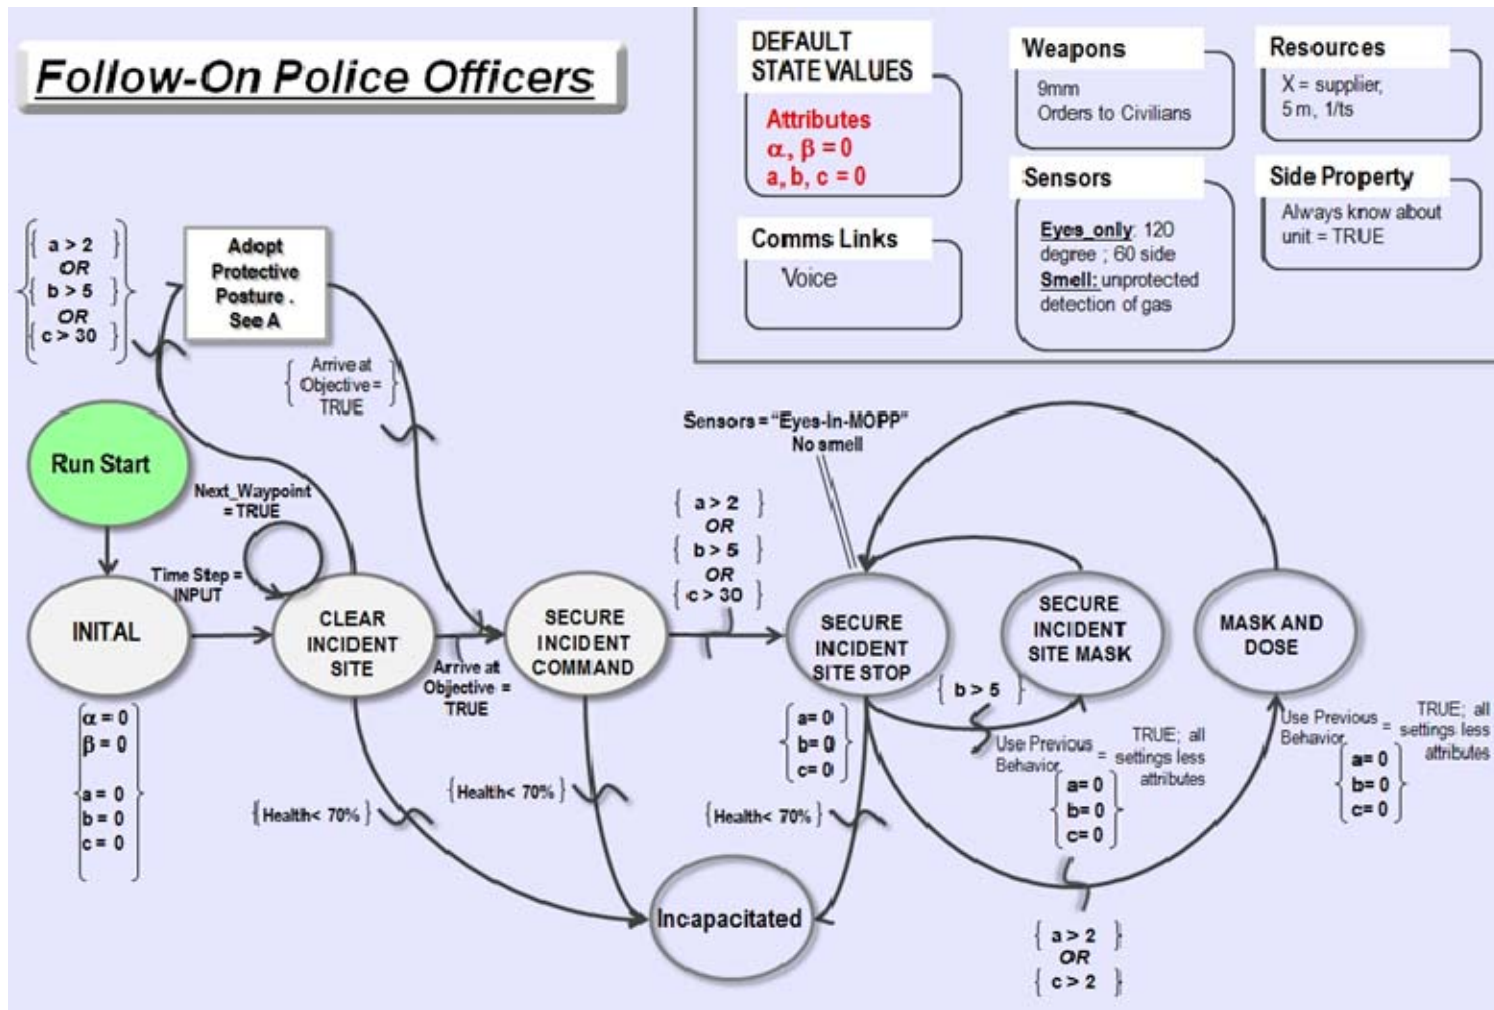 Follow-On Police Officers
DEFAULT
STATE VALUES
Attributes
α, β = 0
a, b, c = 0
Weapons
9mm
Orders to Civilians
Resources
X = supplier,
5 m, 1/ts
Comms Links
Voice
Sensors
Eyes_only: 120
degree ; 60 side
Smell: unprotected
detection of gas
Side Property
Always know about
unit = TRUE
{ a > 2 }
OR
{ b > 5 }
OR
{ c > 30 }
Adopt
Protective
Posture .
See A
{ Arrive at
Objective =
TRUE }
Run Start
Next_Waypoint
= TRUE
Time Step =
INPUT
INITAL
CLEAR
INCIDENT
SITE
Arrive at
Objective =
TRUE
SECURE
INCIDENT
COMMAND
Sensors = "Eyes-In-MOPP"
No smell
{ a > 2 }
OR
{ b > 5 }
OR
{ c > 30 }
SECURE
INCIDENT
SITE STOP
SECURE
INCIDENT
SITE MASK
MASK AND
DOSE
α = 0
β = 0
a = 0
b = 0
c = 0
{ b > 5 }
a= 0
b= 0
c= 0
Use Previous
Behavior
= TRUE; all
settings less
attributes
a= 0
b= 0
c= 0
Use Previous
Behavior
= TRUE; all
settings less
attributes
a= 0
b= 0
c= 0
{Health< 70%}
{Health< 70%}
{Health< 70%}
Incapacitated
{ a > 2 }
OR
{ c > 2 }